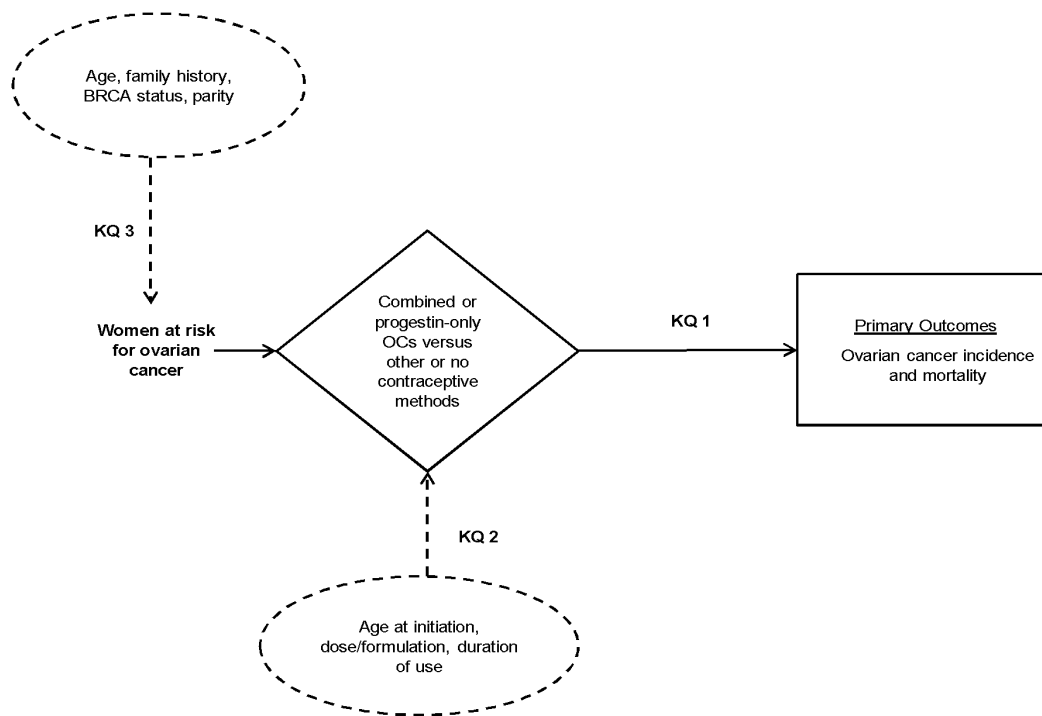 Age, family history,
BRCA status, parity
KQ 3
Women at risk
for ovarian
cancer
Combined or
progestin-only
OCs versus
other or no
contraceptive
methods
KQ 1
Primary Outcomes
Ovarian cancer incidence
and mortality
KQ 2
Age at initiation,
dose/formulation, duration
of use